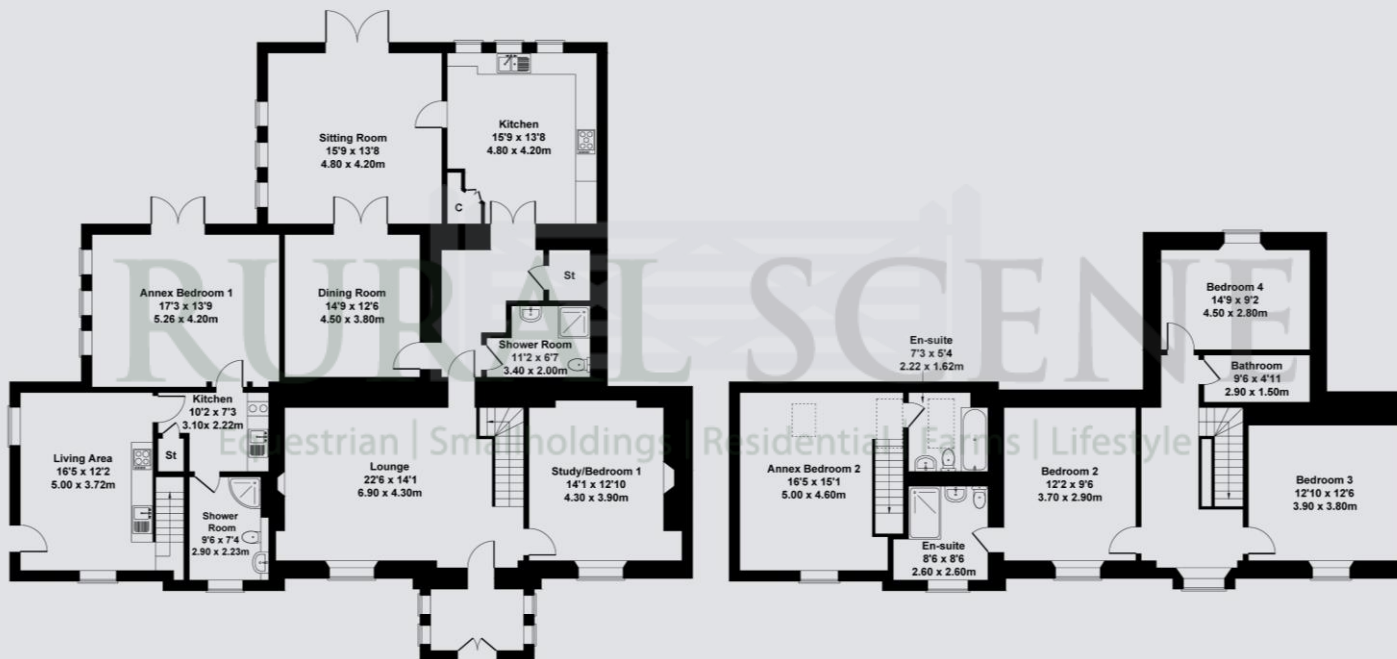 Sitting Room
15'9 x 13'8
4.80 x 4.20m
Kitchen
15'9 x 13'8
4.80 x 4.20m
C
Annex Bedroom 1
17'3 x 13'9
5.26 x 4.20m
Dining Room
14'9 x 12'6
4.50 x 3.80m
St
Shower Room
11'2 x 6'7
3.40 x 2.00m
Kitchen
10'2 x 7'3
3.10x 2.22m
St
Living Area
16'5 x 12'2
5.00 x 3.72m
Shower
Room
9'6 x 7'4
2.90 x 2.23m
Lounge
22'6 x 14'1
6.90 x 4.30m
Study/Bedroom 1
14'1 x 12'10
4.30 x 3.90m
Bedroom 4
14'9 x 9'2
4.50 x 2.80m
En-suite
7'3 x 5'4
2.22 x 1.62m
Bathroom
9'6 x 4'11
2.90 x 1.50m
Annex Bedroom 2
16'5 x 15'1
5.00 x 4.60m
Bedroom 2
12'2 x 9'6
3.70 x 2.90m
Bedroom 3
12'10 x 12'6
3.90 x 3.80m
En-suite
8'6 x 8'6
2.60 x 2.60m
RURAL SCENE
Equestrian | Smallholdings | Residential | Farms | Lifestyle